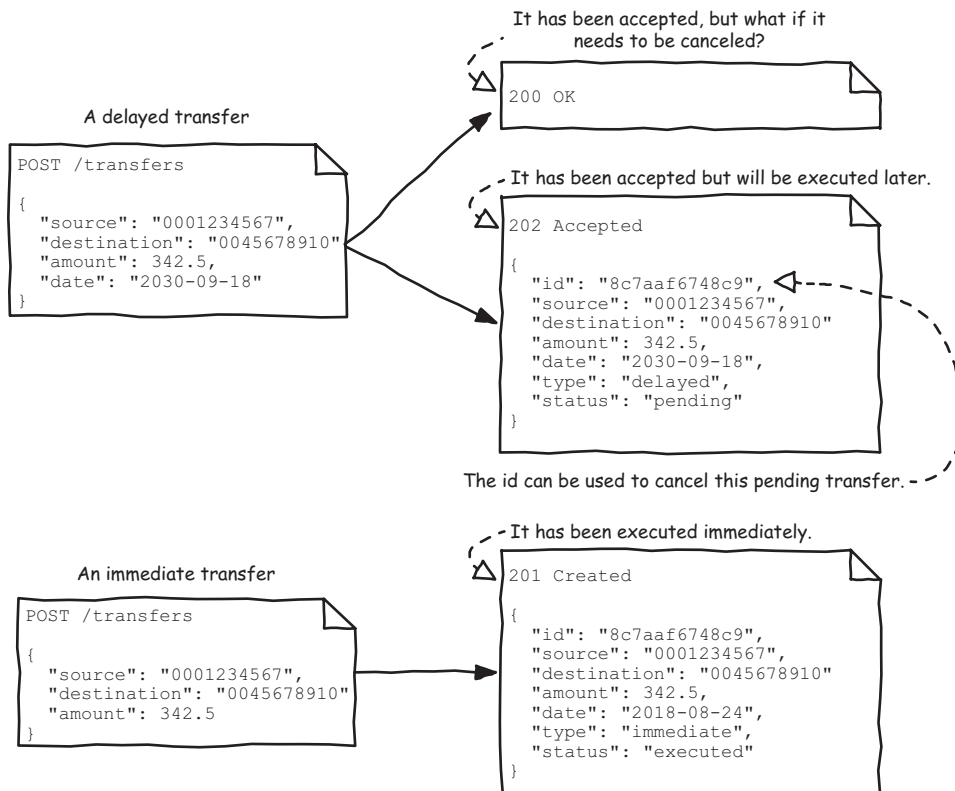 It has been accepted, but what if it
needs to be canceled?
200 OK
A delayed transfer
POST /transfers
{
  "source": "0001234567",
  "destination": "0045678910"
  "amount": 342.5,
  "date": "2030-09-18"
}
It has been accepted but will be executed later.
202 Accepted
{
  "id": "8c7aaf6748c9",
  "source": "0001234567",
  "destination": "0045678910"
  "amount": 342.5,
  "date": "2030-09-18",
  "type": "delayed",
  "status": "pending"
}
The id can be used to cancel this pending transfer.
It has been executed immediately.
An immediate transfer
POST /transfers
{
  "source": "0001234567",
  "destination": "0045678910"
  "amount": 342.5
}
201 Created
{
  "id": "8c7aaf6748c9",
  "source": "0001234567",
  "destination": "0045678910"
  "amount": 342.5,
  "date": "2018-08-24",
  "type": "immediate",
  "status": "executed"
}